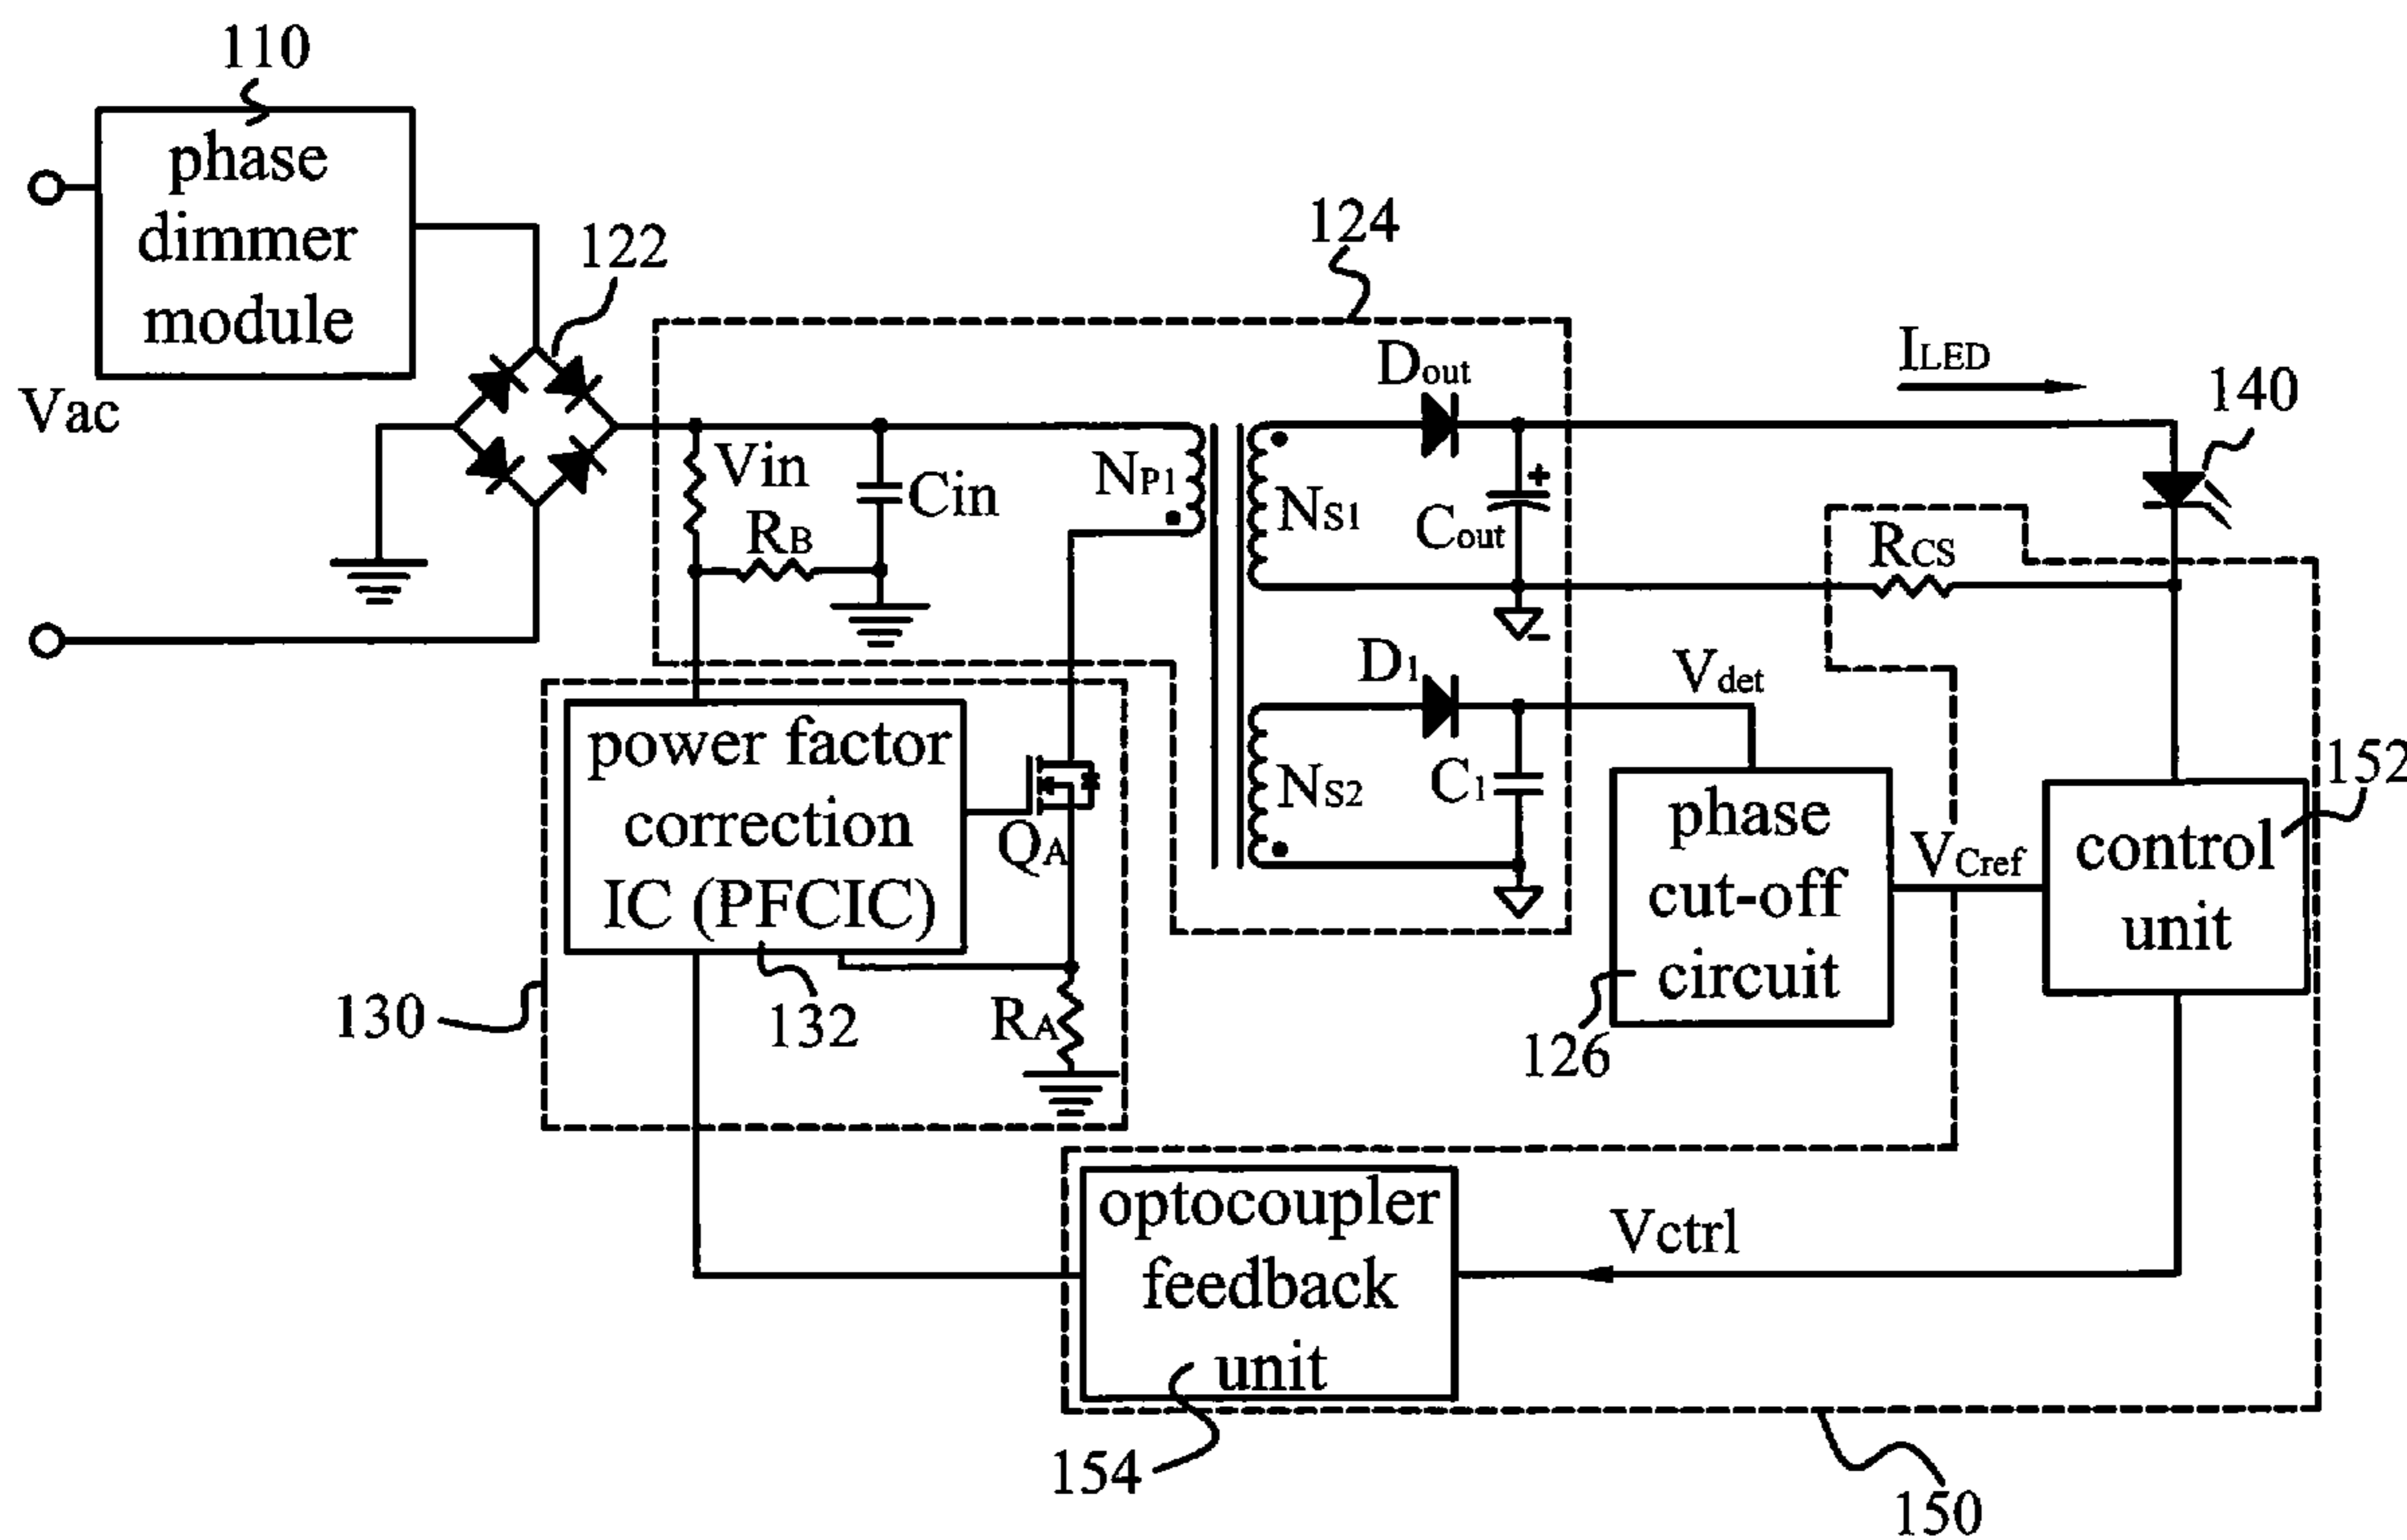 110
phase
dimmer
module
Vac
122
124
Vin
RB
Cin
NP1
NS1
Dout
Cout
ILED
140
RCS
D1
Vdet
NS2
C1
power factor
correction
IC (PFCIC)
QA
RA
130
132
phase
cut-off
circuit
126
VCref
control
unit
152
optocoupler
feedback
unit
Vctrl
154
150